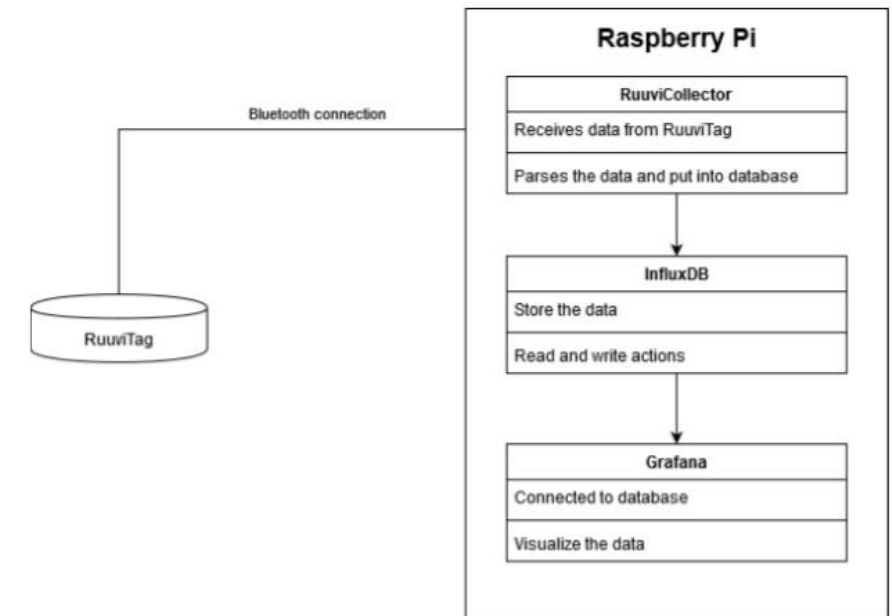 Raspberry Pi
Bluetooth connection
RuuviTag
RuuviCollector
Receives data from RuuviTag
Parses the data and put into database
InfluxDB
Store the data
Read and write actions
Grafana
Connected to database
Visualize the data